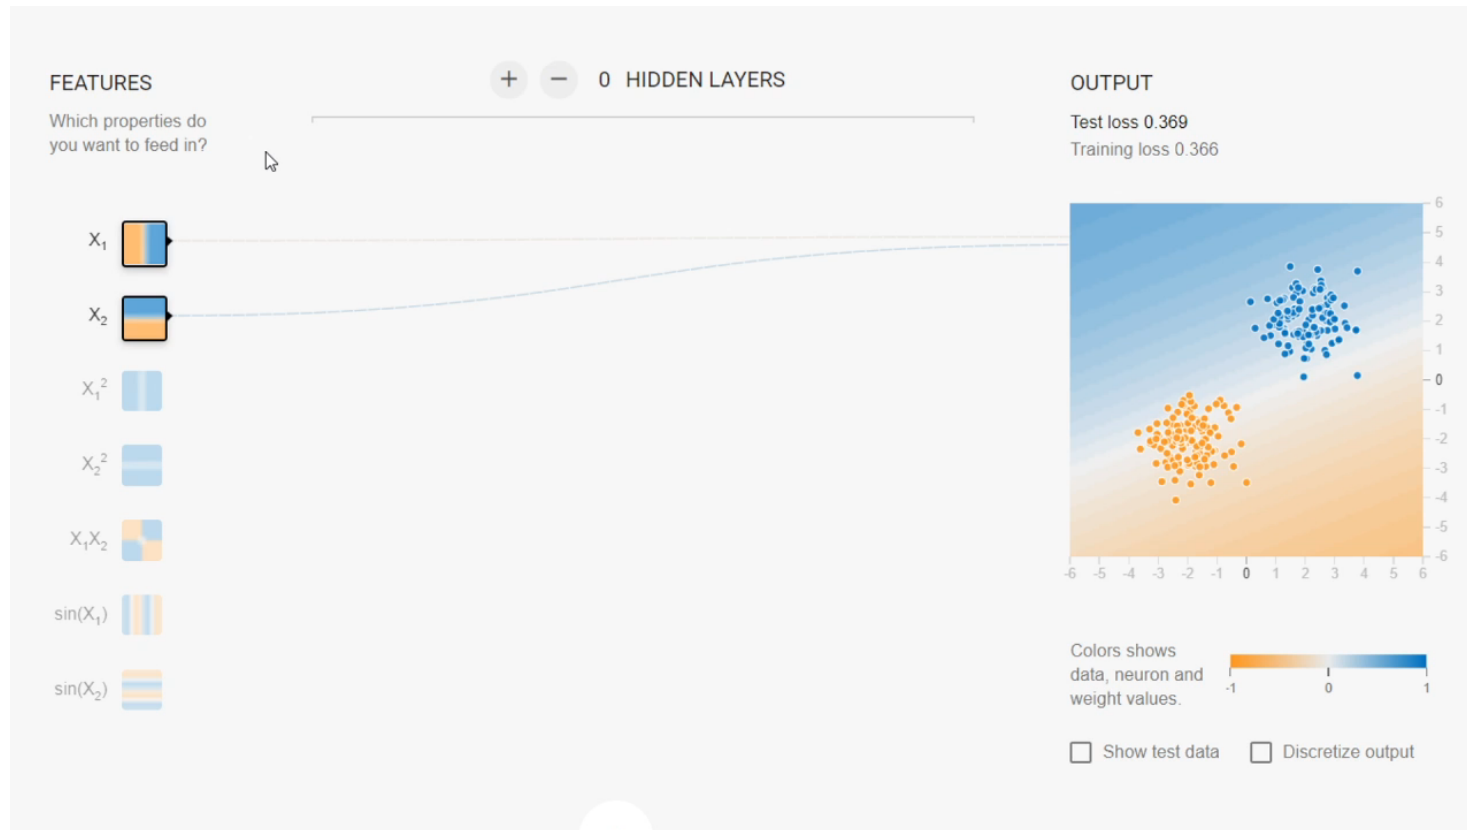 FEATURES
Which properties do
you want to feed in?
+ − 0 HIDDEN LAYERS
OUTPUT
Test loss 0.369
Training loss 0.366
X₁
X₂
X₁²
X₂²
X₁X₂
sin(X₁)
sin(X₂)
6
5
4
3
2
1
0
-1
-2
-3
-4
-5
-6
-6 -5 -4 -3 -2 -1 0 1 2 3 4 5 6
Colors shows
data, neuron and
weight values.
-1 0 1
Show test data
Discretize output